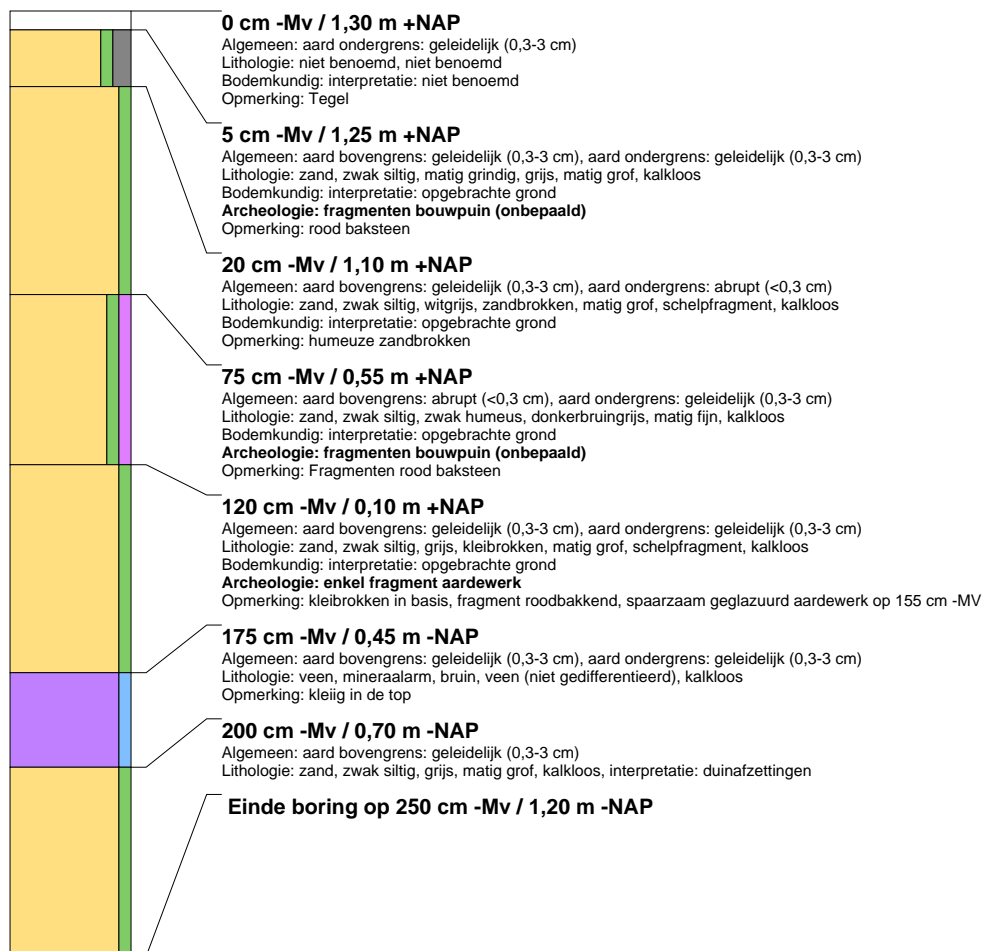 0 cm -Mv / 1,30 m +NAP
Algemeen: aard ondergrens: geleidelijk (0,3-3 cm)
Lithologie: niet benoemd, niet benoemd
Bodemkundig: interpretatie: niet benoemd
Opmerking: Tegel
5 cm -Mv / 1,25 m +NAP
Algemeen: aard bovengrens: geleidelijk (0,3-3 cm), aard ondergrens: geleidelijk (0,3-3 cm)
Lithologie: zand, zwak siltig, matig grindig, grijs, matig grof, kalkloos
Bodemkundig: interpretatie: opgebrachte grond
Archeologie: fragmenten bouwpuin (onbepaald)
Opmerking: rood baksteen
20 cm -Mv / 1,10 m +NAP
Algemeen: aard bovengrens: geleidelijk (0,3-3 cm), aard ondergrens: abrupt (<0,3 cm)
Lithologie: zand, zwak siltig, witgrijs, zandbrokken, matig grof, schelpfragment, kalkloos
Bodemkundig: interpretatie: opgebrachte grond
Opmerking: humeuze zandbrokken
75 cm -Mv / 0,55 m +NAP
Algemeen: aard bovengrens: abrupt (<0,3 cm), aard ondergrens: geleidelijk (0,3-3 cm)
Lithologie: zand, zwak siltig, zwak humeus, donkerbruingrijs, matig fijn, kalkloos
Bodemkundig: interpretatie: opgebrachte grond
Archeologie: fragmenten bouwpuin (onbepaald)
Opmerking: Fragmenten rood baksteen
120 cm -Mv / 0,10 m +NAP
Algemeen: aard bovengrens: geleidelijk (0,3-3 cm), aard ondergrens: geleidelijk (0,3-3 cm)
Lithologie: zand, zwak siltig, grijs, kleibrokken, matig grof, schelpfragment, kalkloos
Bodemkundig: interpretatie: opgebrachte grond
Archeologie: enkel fragment aardewerk
Opmerking: kleibrokken in basis, fragment roodbakkend, spaarzaam geglazuurd aardewerk op 155 cm -MV
175 cm -Mv / 0,45 m -NAP
Algemeen: aard bovengrens: geleidelijk (0,3-3 cm), aard ondergrens: geleidelijk (0,3-3 cm)
Lithologie: veen, mineraalarm, bruin, veen (niet gedifferentieerd), kalkloos
Opmerking: kleiig in de top
200 cm -Mv / 0,70 m -NAP
Algemeen: aard bovengrens: geleidelijk (0,3-3 cm)
Lithologie: zand, zwak siltig, grijs, matig grof, kalkloos, interpretatie: duinafzettingen
Einde boring op 250 cm -Mv / 1,20 m -NAP